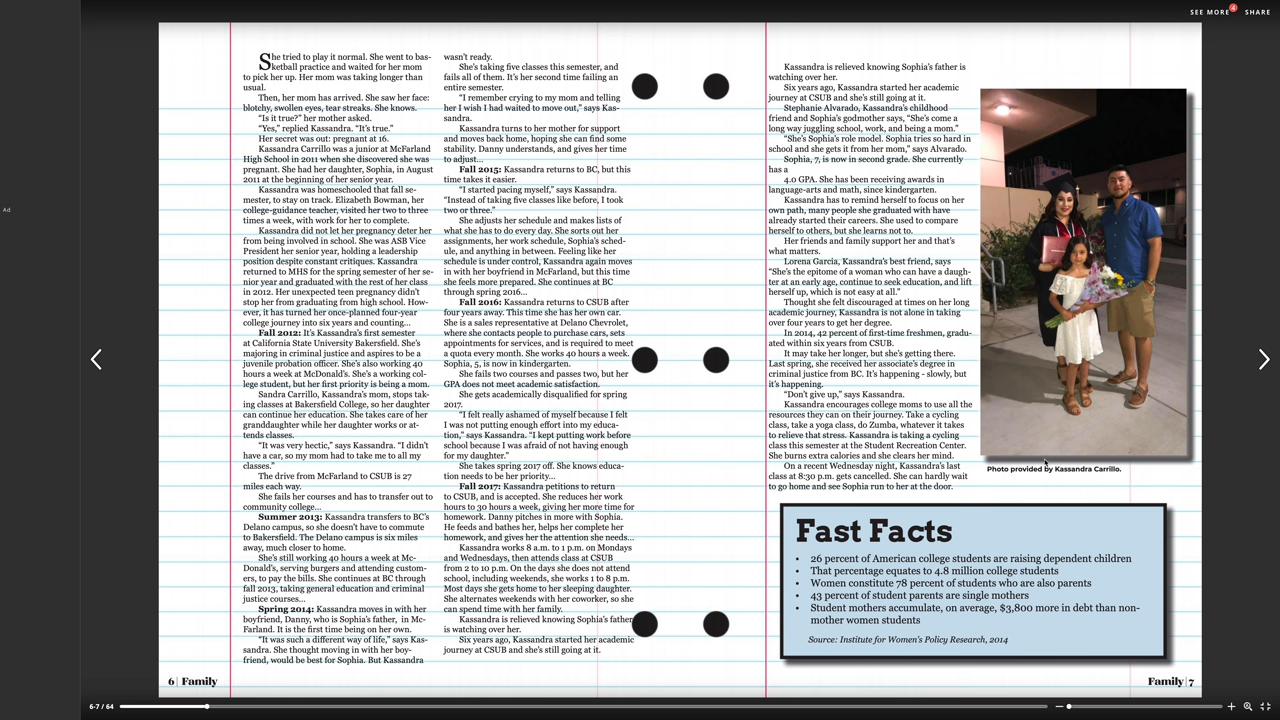 SEE MORE
4
SHARE
Ad
She tried to play it normal. She went to bas-
ketball practice and waited for her mom
to pick her up. Her mom was taking longer than
usual.
Then, her mom has arrived. She saw her face:
blotchy, swollen eyes, tear streaks. She knows.
“Is it true?” her mother asked.
“Yes,” replied Kassandra. “It’s true.”
Her secret was out: pregnant at 16.
Kassandra Carrillo was a junior at McFarland
High School in 2011 when she discovered she was
pregnant. She had her daughter, Sophia, in August
2011 at the beginning of her senior year.
Kassandra was homeschooled that fall se-
mester, to stay on track. Elizabeth Bowman, her
college-guidance teacher, visited her two to three
times a week, with work for her to complete.
Kassandra did not let her pregnancy deter her
from being involved in school. She was ASB Vice
President her senior year, holding a leadership
position despite constant critiques. Kassandra
returned to MHS for the spring semester of her se-
nior year and graduated with the rest of her class
in 2012. Her unexpected teen pregnancy didn’t
stop her from graduating from high school. How-
ever, it has turned her once-planned four-year
college journey into six years and counting…
Fall 2012: It’s Kassandra’s first semester
at California State University Bakersfield. She’s
majoring in criminal justice and aspires to be a
juvenile probation officer. She’s also working 40
hours a week at McDonald’s. She’s a working col-
lege student, but her first priority is being a mom.
Sandra Carrillo, Kassandra’s mom, stops tak-
ing classes at Bakersfield College, so her daughter
can continue her education. She takes care of her
granddaughter while her daughter works or at-
tends classes.
“It was very hectic,” says Kassandra. “I didn’t
have a car, so my mom had to take me to all my
classes.”
The drive from McFarland to CSUB is 27
miles each way.
She fails her courses and has to transfer out to
community college…
Summer 2013: Kassandra transfers to BC’s
Delano campus, so she doesn’t have to commute
to Bakersfield. The Delano campus is six miles
away, much closer to home.
She’s still working 40 hours a week at Mc-
Donald’s, serving burgers and attending custom-
ers, to pay the bills. She continues at BC through
fall 2013, taking general education and criminal
justice courses…
Spring 2014: Kassandra moves in with her
boyfriend, Danny, who is Sophia’s father, in Mc-
Farland. It is the first time being on her own.
“It was such a different way of life,” says Kas-
sandra. She thought moving in with her boy-
friend, would be best for Sophia. But Kassandra
wasn’t ready.
She’s taking five classes this semester, and
fails all of them. It’s her second time failing an
entire semester.
“I remember crying to my mom and telling
her I wish I had waited to move out,” says Kas-
sandra.
Kassandra turns to her mother for support
and moves back home, hoping she can find some
stability. Danny understands, and gives her time
to adjust…
Fall 2015: Kassandra returns to BC, but this
time takes it easier.
“I started pacing myself,” says Kassandra.
“Instead of taking five classes like before, I took
two or three.”
She adjusts her schedule and makes lists of
what she has to do every day. She sorts out her
assignments, her work schedule, Sophia’s sched-
ule, and anything in between. Feeling like her
schedule is under control, Kassandra again moves
in with her boyfriend in McFarland, but this time
she feels more prepared. She continues at BC
through spring 2016…
Fall 2016: Kassandra returns to CSUB after
four years away. This time she has her own car.
She is a sales representative at Delano Chevrolet,
where she contacts people to purchase cars, sets
appointments for services, and is required to meet
a quota every month. She works 40 hours a week.
Sophia, 5, is now in kindergarten.
She fails two courses and passes two, but her
GPA does not meet academic satisfaction.
She gets academically disqualified for spring
2017.
“I felt really ashamed of myself because I felt
I was not putting enough effort into my educa-
tion,” says Kassandra. “I kept putting work before
school because I was afraid of not having enough
for my daughter.”
She takes spring 2017 off. She knows educa-
tion needs to be her priority…
Fall 2017: Kassandra petitions to return
to CSUB, and is accepted. She reduces her work
hours to 30 hours a week, giving her more time for
homework. Danny pitches in more with Sophia.
He feeds and bathes her, helps her complete her
homework, and gives her the attention she needs…
Kassandra works 8 a.m. to 1 p.m. on Mondays
and Wednesdays, then attends class at CSUB
from 2 to 10 p.m. On the days she does not attend
school, including weekends, she works 1 to 8 p.m.
Most days she gets home to her sleeping daughter.
She alternates weekends with her coworker, so she
can spend time with her family.
Kassandra is relieved knowing Sophia’s father
is watching over her.
Six years ago, Kassandra started her academic
journey at CSUB and she’s still going at it.
Kassandra is relieved knowing Sophia’s father is
watching over her.
Six years ago, Kassandra started her academic
journey at CSUB and she’s still going at it.
Stephanie Alvarado, Kassandra’s childhood
friend and Sophia’s godmother says, “She’s come a
long way juggling school, work, and being a mom.”
“She’s Sophia’s role model. Sophia tries so hard in
school and she gets it from her mom,” says Alvarado.
Sophia, 7, is now in second grade. She currently
has a
4.0 GPA. She has been receiving awards in
language-arts and math, since kindergarten.
Kassandra has to remind herself to focus on her
own path, many people she graduated with have
already started their careers. She used to compare
herself to others, but she learns not to.
Her friends and family support her and that’s
what matters.
Lorena Garcia, Kassandra’s best friend, says
“She’s the epitome of a woman who can have a daugh-
ter at an early age, continue to seek education, and lift
herself up, which is not easy at all.”
Thought she felt discouraged at times on her long
academic journey, Kassandra is not alone in taking
over four years to get her degree.
In 2014, 42 percent of first-time freshmen, gradu-
ated within six years from CSUB.
It may take her longer, but she’s getting there.
Last spring, she received her associate’s degree in
criminal justice from BC. It’s happening - slowly, but
it’s happening.
“Don’t give up,” says Kassandra.
Kassandra encourages college moms to use all the
resources they can on their journey. Take a cycling
class, take a yoga class, do Zumba, whatever it takes
to relieve that stress. Kassandra is taking a cycling
class this semester at the Student Recreation Center.
She burns extra calories and she clears her mind.
On a recent Wednesday night, Kassandra’s last
class at 8:30 p.m. gets cancelled. She can hardly wait
to go home and see Sophia run to her at the door.
Photo provided by Kassandra Carrillo.
Fast Facts
• 26 percent of American college students are raising dependent children
• That percentage equates to 4.8 million college students
• Women constitute 78 percent of students who are also parents
• 43 percent of student parents are single mothers
• Student mothers accumulate, on average, $3,800 more in debt than non-
mother women students
Source: Institute for Women’s Policy Research, 2014
6 | Family
Family | 7
6-7 / 64